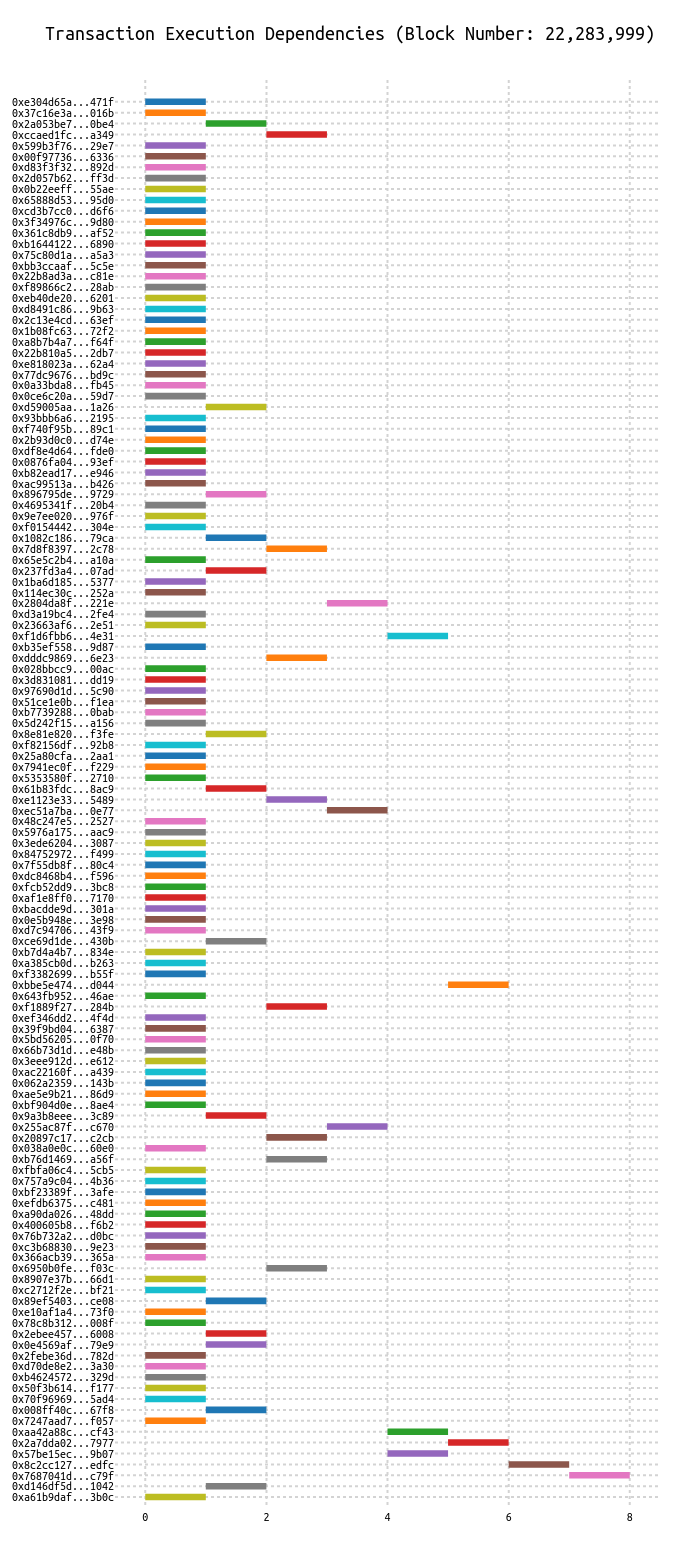 Transaction Execution Dependencies (Block Number: 22,283,999)
0xe304d65a...471f
0x37c16e3a...016b
0x2a053be7...0be4
0xccaed1fc...a349
0x599b3f76...29e7
0x00f97736...6336
0xd83f3f32...892d
0x2d057b62...ff3d
0x0b22eeff...55ae
0x65888d53...95d0
0xcd3b7cc0...d6f6
0x3f34976c...9d80
0x361c8db9...af52
0xb1644122...6890
0x75c80d1a...a5a3
0xbb3ccaaf...5c5e
0x22b8ad3a...c81e
0xf89866c2...28ab
0xeb40de20...6201
0xd8491c86...9b63
0x2c13e4cd...63ef
0x1b08fc63...72f2
0xa8b7b4a7...f64f
0x22b810a5...2db7
0xe818023a...62a4
0x77dc9676...bd9c
0x0a33bda8...fb45
0x0ce6c20a...59d7
0xd59005aa...1a26
0x93bbb6a6...2195
0xf740f95b...89c1
0x2b93d0c0...d74e
0xdf8e4d64...fde0
0x0876fa04...93ef
0xb82ead17...e946
0xac99513a...b426
0x896795de...9729
0x4695341f...20b4
0x9e7ee020...976f
0xf0154442...304e
0x1082c186...79ca
0x7d8f8397...2c78
0x65e5c2b4...a10a
0x237fd3a4...07ad
0x1ba6d185...5377
0x114ec30c...252a
0x2804da8f...221e
0xd3a19bc4...2fe4
0x23663af6...2e51
0xf1d6fbb6...4e31
0xb35ef558...9d87
0xdddc9869...6e23
0x028bbcc9...00ac
0x3d831081...dd19
0x97690d1d...5c90
0x51ce1e0b...f1ea
0xb7739288...0bab
0x5d242f15...a156
0x8e81e820...f3fe
0xf82156df...92b8
0x25a80cfa...2aa1
0x7941ec0f...f229
0x5353580f...2710
0x61b83fdc...8ac9
0xe1123e33...5489
0xec51a7ba...0e77
0x48c247e5...2527
0x5976a175...aac9
0x3ede6204...3087
0x84752972...f499
0x7f55db8f...80c4
0xdc8468b4...f596
0xfcb52dd9...3bc8
0xaf1e8ff0...7170
0xbacdde9d...301a
0x0e5b948e...3e98
0xd7c94706...43f9
0xce69d1de...430b
0xb7d4a4b7...834e
0xa385cb0d...b263
0xf3382699...b55f
0xbbe5e474...d044
0x643fb952...46ae
0xf1889f27...284b
0xef346dd2...4f4d
0x39f9bd04...6387
0x5bd56205...0f70
0x66b73d1d...e48b
0x3eee912d...e612
0xac22160f...a439
0x062a2359...143b
0xae5e9b21...86d9
0xbf904d0e...8ae4
0x9a3b8eee...3c89
0x255ac87f...c670
0x20897c17...c2cb
0x038a0e0c...60e0
0xb76d1469...a56f
0xfbfa06c4...5cb5
0x757a9c04...4b36
0xbf23389f...3afe
0xefdb6375...c481
0xa90da026...48dd
0x400605b8...f6b2
0x76b732a2...d0bc
0xc3b68830...9e23
0x366acb39...365a
0x6950b0fe...f03c
0x8907e37b...66d1
0xc2712f2e...bf21
0x89ef5403...ce08
0xe10af1a4...73f0
0x78c8b312...008f
0x2ebee457...6008
0x0e4569af...79e9
0x2febe36d...782d
0xd70de8e2...3a30
0xb4624572...329d
0x50f3b614...f177
0x70f96969...5ad4
0x008ff40c...67f8
0x7247aad7...f057
0xaa42a88c...cf43
0x2a7dda02...7977
0x57be15ec...9b07
0x8c2cc127...edfc
0x7687041d...c79f
0xd146df5d...1042
0xa61b9daf...3b0c
0 2 4 6 8